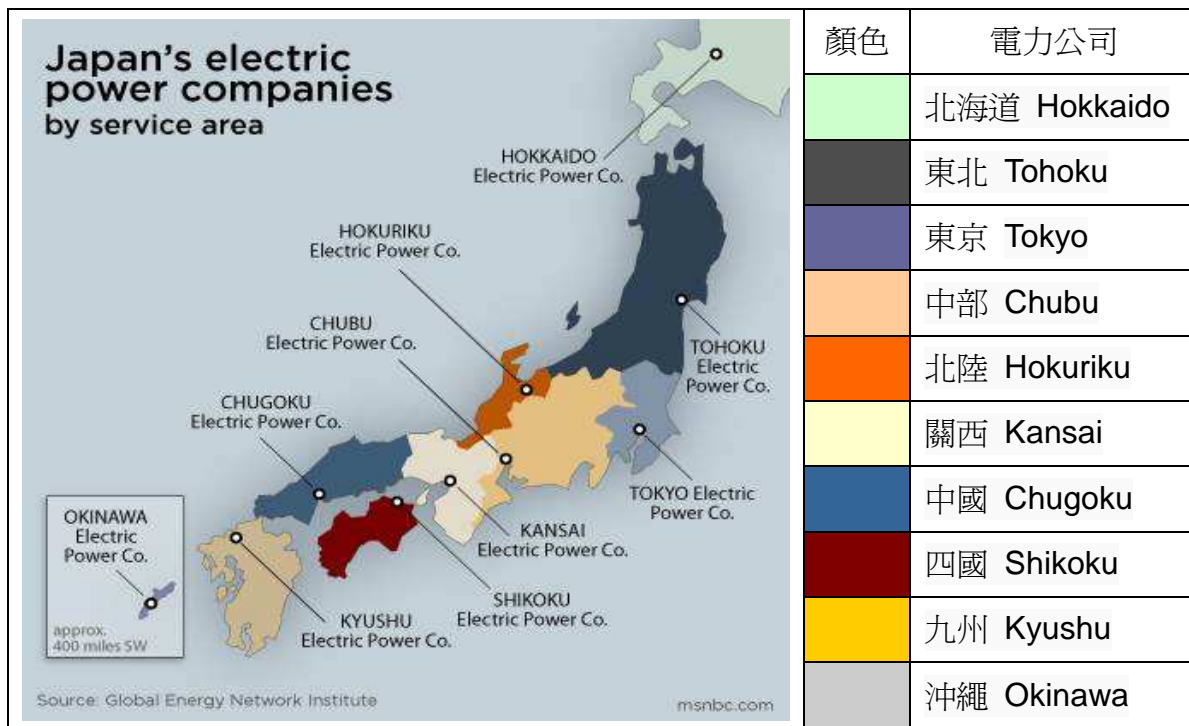 Japan's electric
power companies
by service area
HOKKAIDO
Electric Power Co.
HOKURIKU
Electric Power Co.
CHUBU
Electric Power Co.
TOHOKU
Electric
Power Co.
CHUGOKU
Electric Power Co.
TOKYO Electric
Power Co.
OKINAWA
Electric
Power Co.
KANSAI
Electric Power Co.
SHIKOKU
Electric Power Co.
KYUSHU
Electric Power Co.
approx.
400 miles SW
Source: Global Energy Network Institute
msnbc.com
顏色 電力公司
北海道 Hokkaido
東北 Tohoku
東京 Tokyo
中部 Chubu
北陸 Hokuriku
關西 Kansai
中國 Chugoku
四國 Shikoku
九州 Kyushu
沖繩 Okinawa